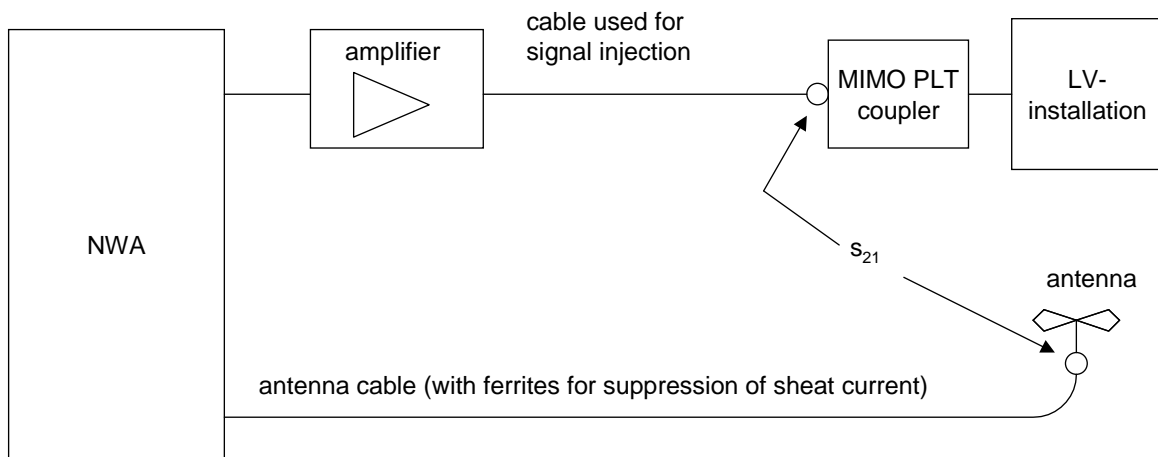 cable used for
signal injection
amplifier
MIMO PLT
coupler
LV-
installation
NWA
s21
antenna
antenna cable (with ferrites for suppression of sheat current)